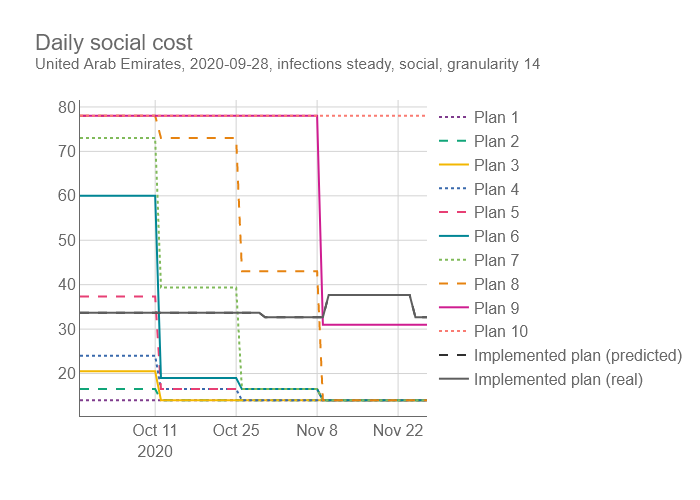 Daily social cost
United Arab Emirates, 2020-09-28, infections steady, social, granularity 14
80
70
60
50
40
30
20
Oct 11
2020
Oct 25
Nov 8
Nov 22
Plan 1
Plan 2
Plan 3
Plan 4
Plan 5
Plan 6
Plan 7
Plan 8
Plan 9
Plan 10
Implemented plan (predicted)
Implemented plan (real)